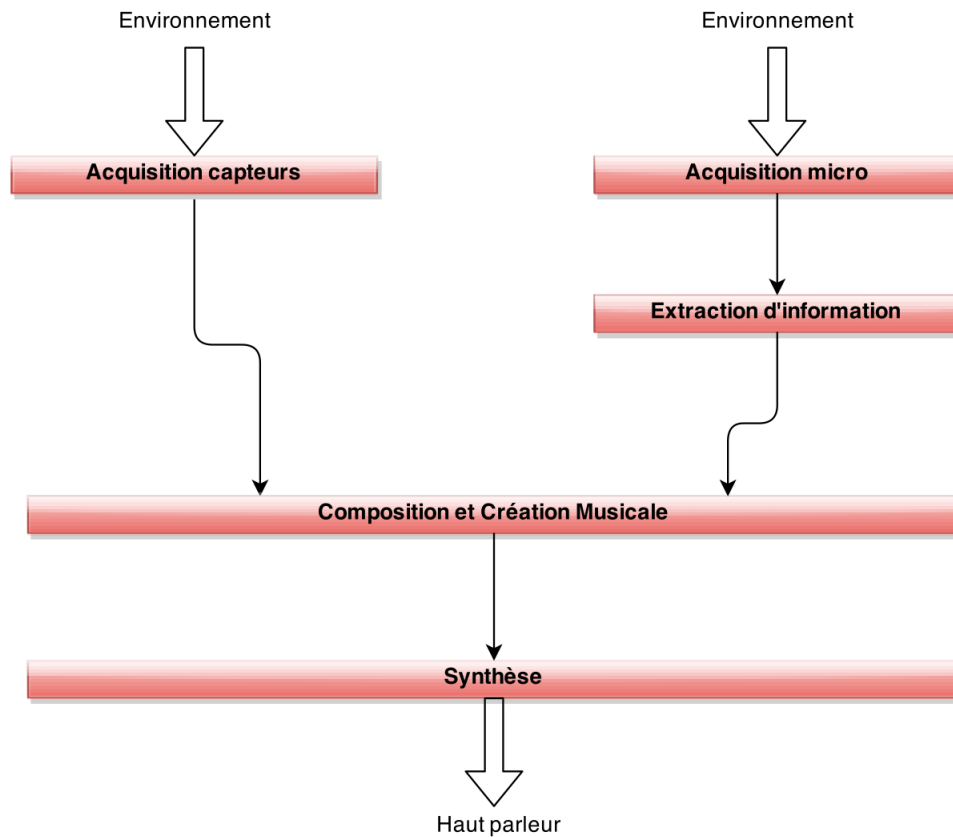 Environnement
Environnement
Acquisition capteurs
Acquisition micro
Extraction d'information
Composition et Création Musicale
Synthèse
Haut parleur